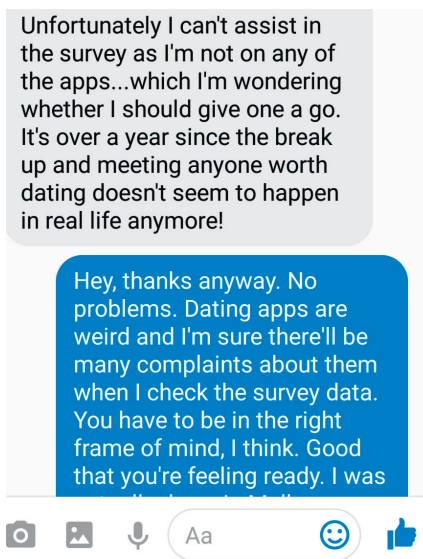 Unfortunately I can't assist in
the survey as I'm not on any of
the apps...which I'm wondering
whether I should give one a go.
It's over a year since the break
up and meeting anyone worth
dating doesn't seem to happen
in real life anymore!
Hey, thanks anyway. No
problems. Dating apps are
weird and I'm sure there'll be
many complaints about them
when I check the survey data.
You have to be in the right
frame of mind, I think. Good
that you're feeling ready. I was
Aa